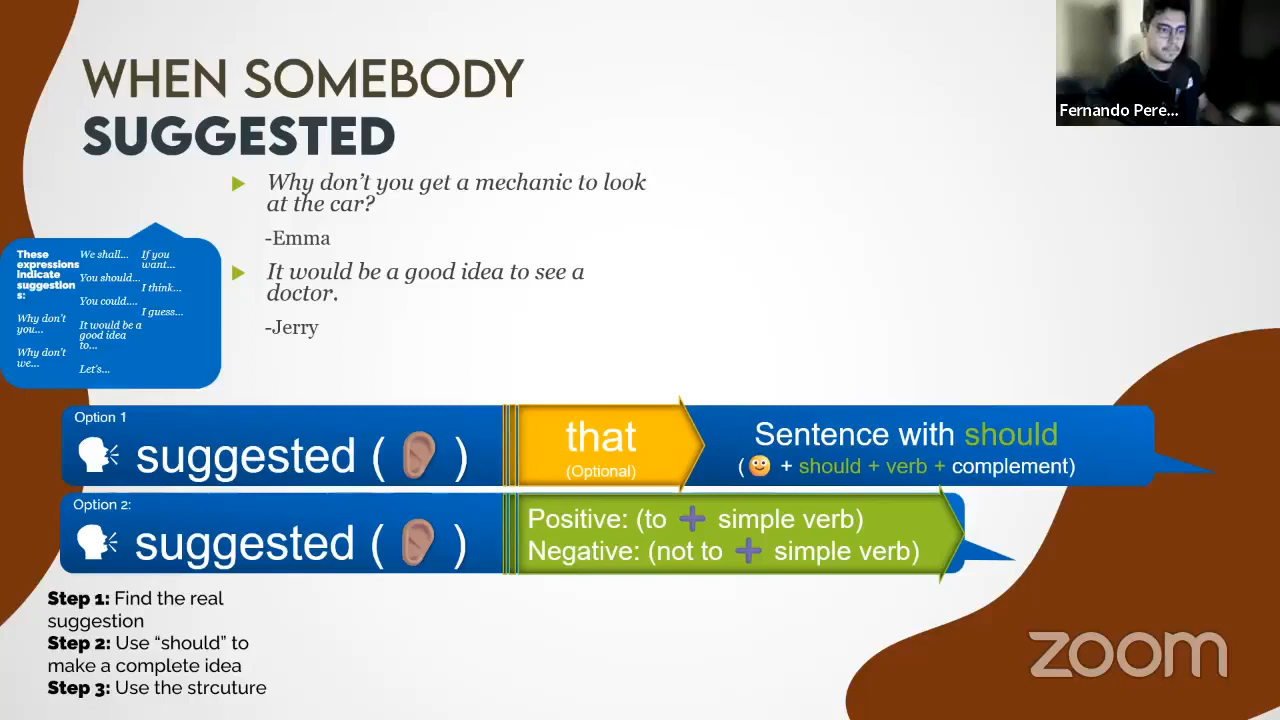 WHEN SOMEBODY
SUGGESTED
Why don't you get a mechanic to look
at the car?
-Emma
It would be a good idea to see a
doctor.
-Jerry
These
expressions
indicate
suggestion
s:
Why don't
you...
Why don't
we...
We shall...
You should...
You could....
It would be a
good idea
to...
Let's...
If you
want...
I think...
I guess...
Option 1
suggested ( )
that
(Optional)
Sentence with should
( + should + verb + complement)
Option 2:
suggested ( )
Positive: (to + simple verb)
Negative: (not to + simple verb)
Step 1: Find the real
suggestion
Step 2: Use “should” to
make a complete idea
Step 3: Use the strcuture
Fernando Pere...
zoom